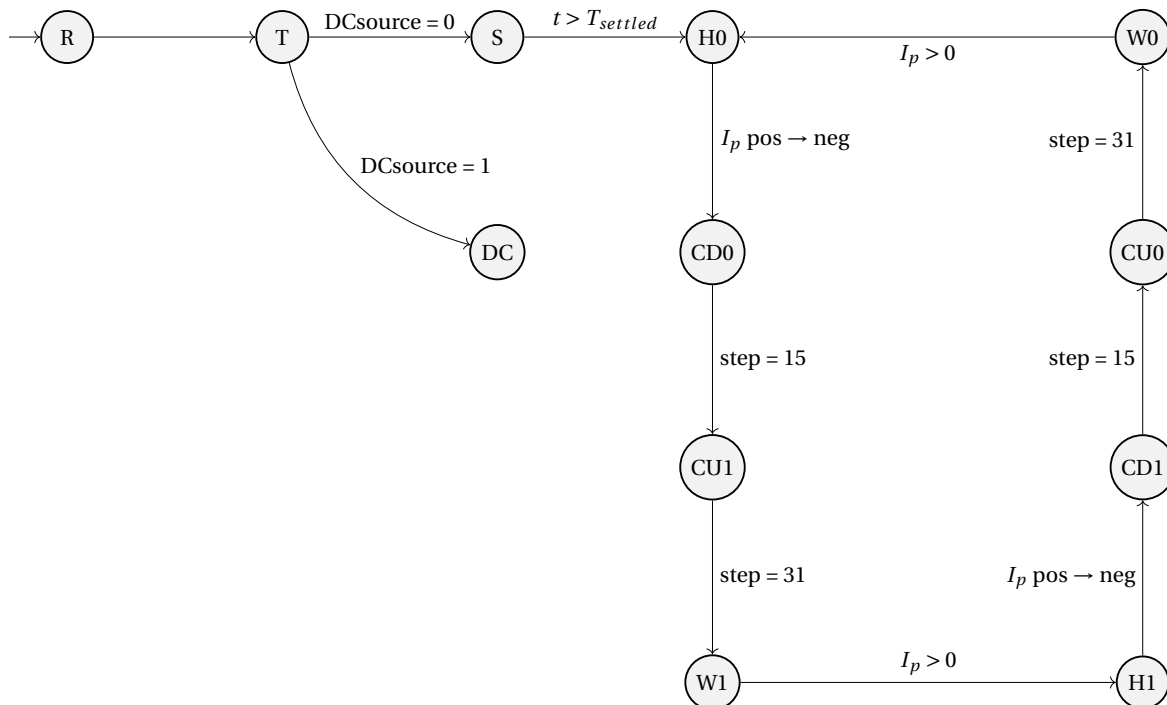 DCsource = 0
t > T_settled
R
T
S
H0
W0
I_p > 0
I_p pos → neg
step = 31
DCsource = 1
DC
CD0
CU0
step = 15
step = 15
CU1
CD1
step = 31
I_p pos → neg
I_p > 0
W1
H1